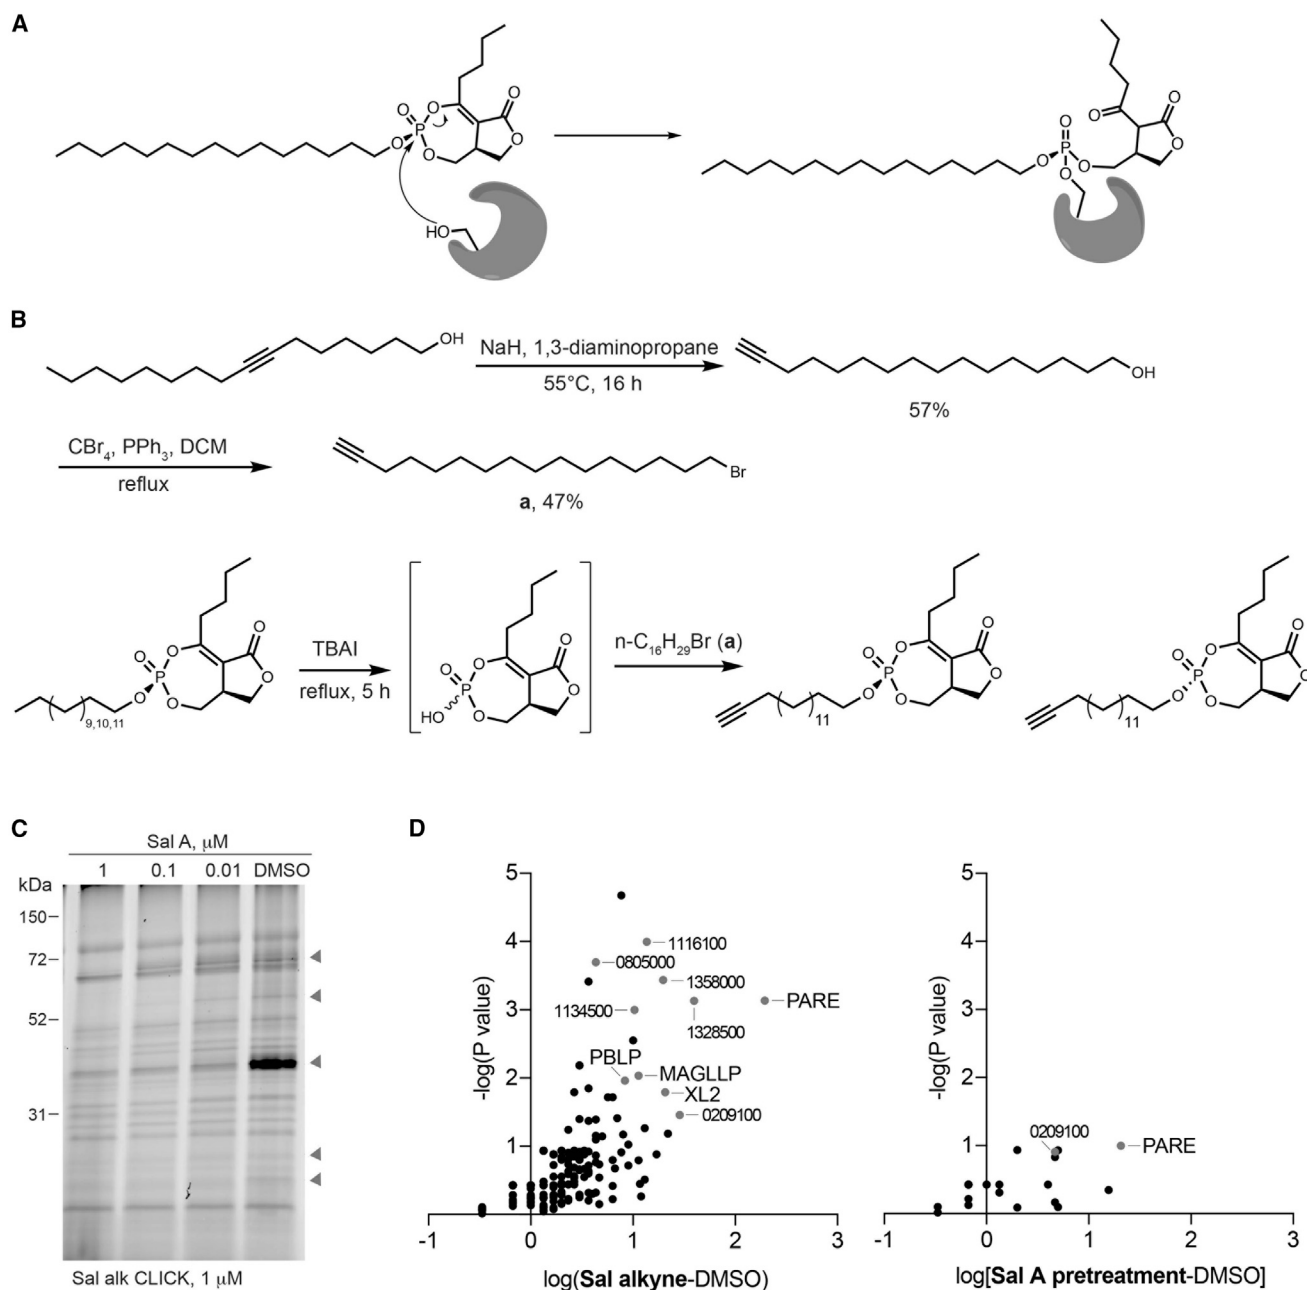 A
O
O
O
P
O
O
O
O
HO
O
O
O
O
P
O
O
O
O
B
OH
NaH, 1,3-diaminopropane
55°C, 16 h
OH
57%
CBr4, PPh3, DCM
reflux
Br
a, 47%
O
O
O
P
O
O
O
9,10,11
TBAI
reflux, 5 h
O
O
O
P
HO
O
O
n-C16H29Br (a)
O
O
O
P
O
O
O
11
O
O
O
P
O
O
O
11
C
Sal A, μM
1 0.1 0.01 DMSO
kDa
150
72
52
31
Sal alk CLICK, 1 μM
D
5
4
3
2
1
-log(P value)
1116100
0805000
1358000
PARE
1134500
1328500
PBLP
MAGLLP
XL2
0209100
-1 0 1 2 3
log(Sal alkyne-DMSO)
5
4
3
2
1
-log(P value)
0209100
PARE
-1 0 1 2 3
log[Sal A pretreatment-DMSO]